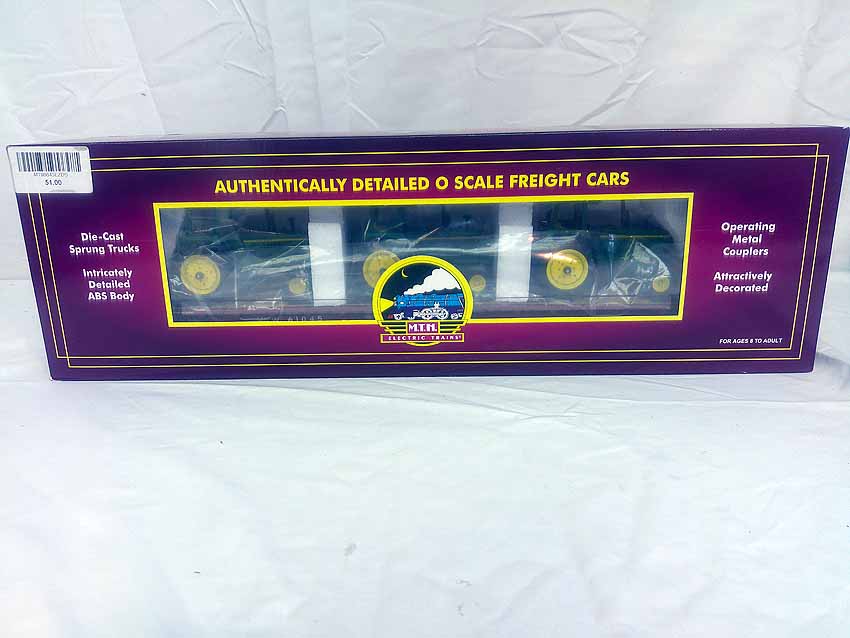 $1.00
AUTHENTICALLY DETAILED O SCALE FREIGHT CARS
Die-Cast
Sprung Trucks
Intricately
Detailed
ABS Body
Operating
Metal
Couplers
Attractively
Decorated
61045
M.T.H.
ELECTRIC TRAINS
FOR AGES 8 TO ADULT